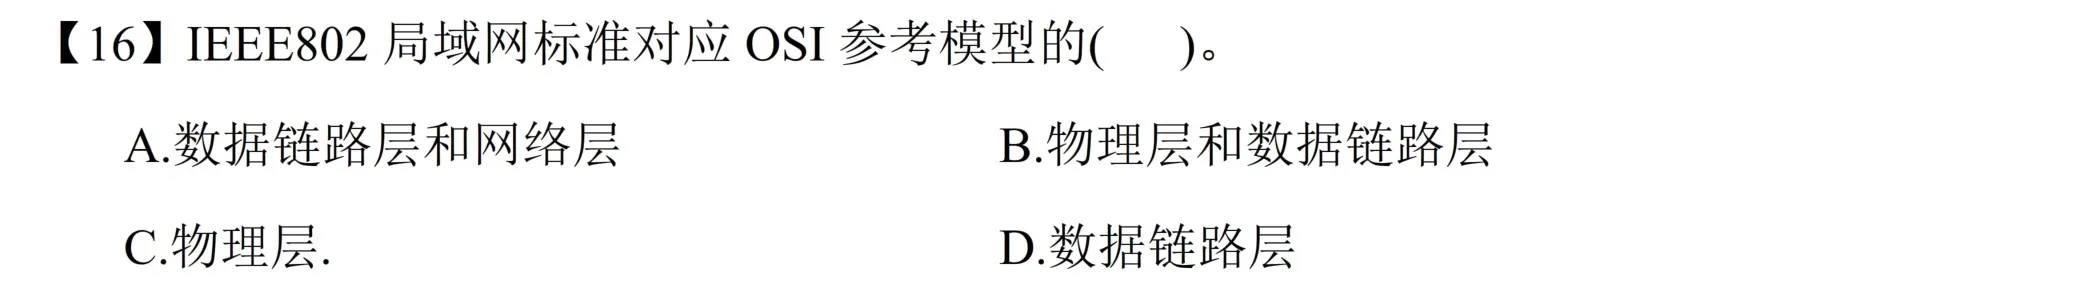 【16】IEEE802 局域网标准对应 OSI 参考模型的(  )。
A.数据链路层和网络层 B.物理层和数据链路层
C.物理层. D.数据链路层